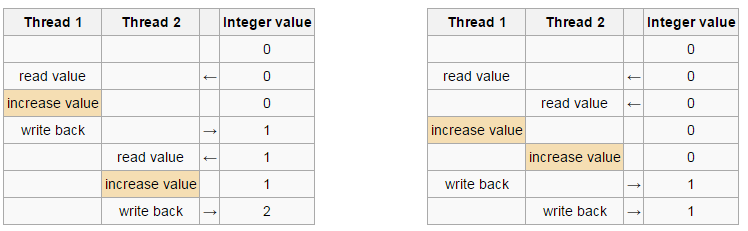 Thread 1 Thread 2 Integer value
0
read value ← 0
increase value 0
write back → 1
read value ← 1
increase value 1
write back → 2
Thread 1 Thread 2 Integer value
0
read value ← 0
read value ← 0
increase value 0
increase value 0
write back → 1
write back → 1